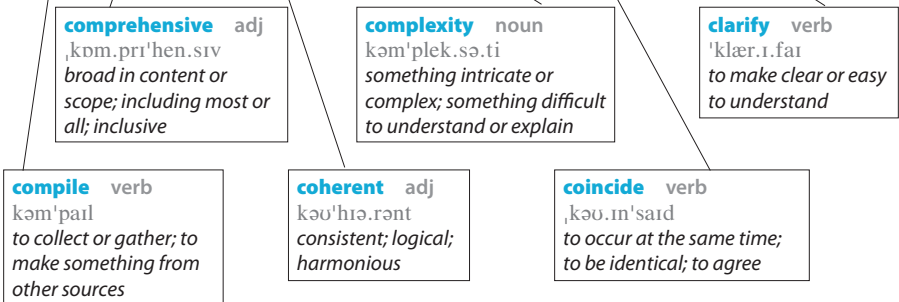 comprehensive adj
ˌkɒm.prɪˈhen.sɪv
broad in content or
scope; including most or
all; inclusive
complexity noun
kəmˈplek.sə.ti
something intricate or
complex; something difficult
to understand or explain
clarify verb
ˈklær.ɪ.faɪ
to make clear or easy
to understand
compile verb
kəmˈpaɪl
to collect or gather; to
make something from
other sources
coherent adj
kəʊˈhɪə.rənt
consistent; logical;
harmonious
coincide verb
ˌkəʊ.ɪnˈsaɪd
to occur at the same time;
to be identical; to agree